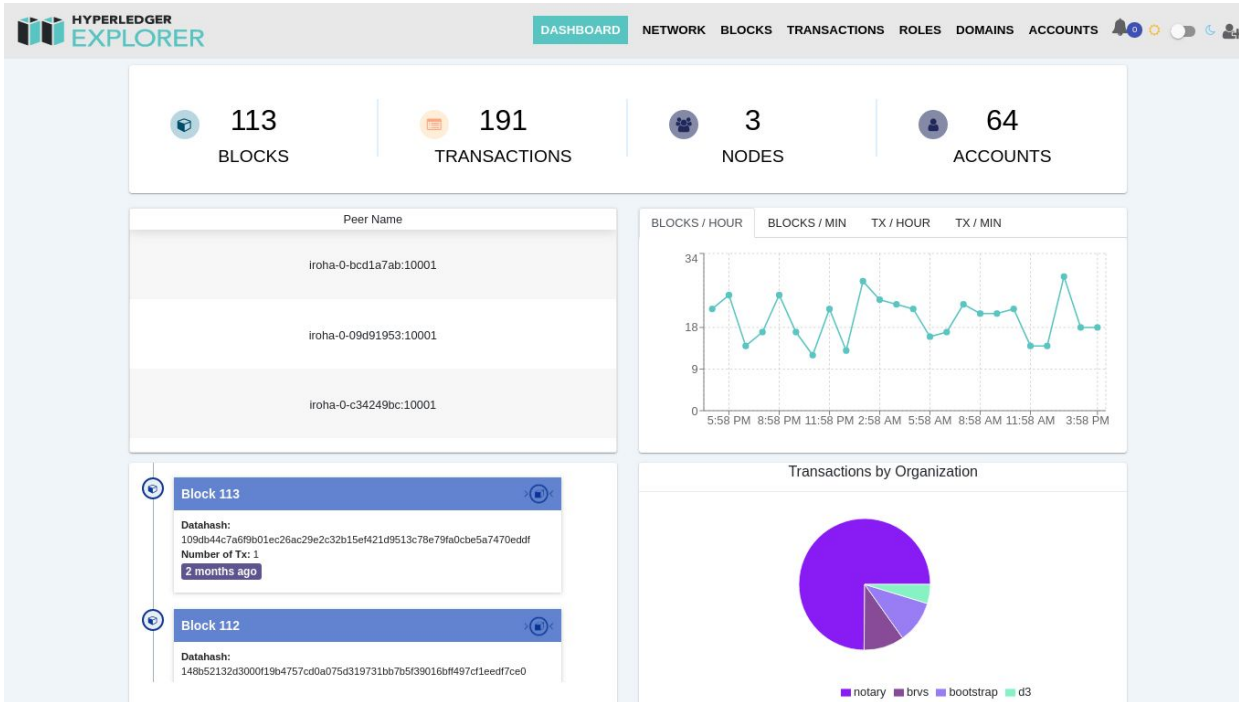 HYPERLEDGER
EXPLORER
DASHBOARD NETWORK BLOCKS TRANSACTIONS ROLES DOMAINS ACCOUNTS 0
113 191 3 64
BLOCKS TRANSACTIONS NODES ACCOUNTS
Peer Name
iroha-0-bcd1a7ab:10001
iroha-0-09d91953:10001
iroha-0-c34249bc:10001
BLOCKS / HOUR BLOCKS / MIN TX / HOUR TX / MIN
34
18
9
0
5:58 PM 8:58 PM 11:58 PM 2:58 AM 5:58 AM 8:58 AM 11:58 AM 3:58 PM
Block 113
Datahash:
109db44c7a6f9b01ec26ac29e2c32b15ef421d9513c78e79fa0cbe5a7470eddf
Number of Tx: 1
2 months ago
Block 112
Datahash:
148b52132d3000f19b4757cd0a075d319731bb7b5f39016bff497cf1eedf7ce0
Transactions by Organization
notary brvs bootstrap d3